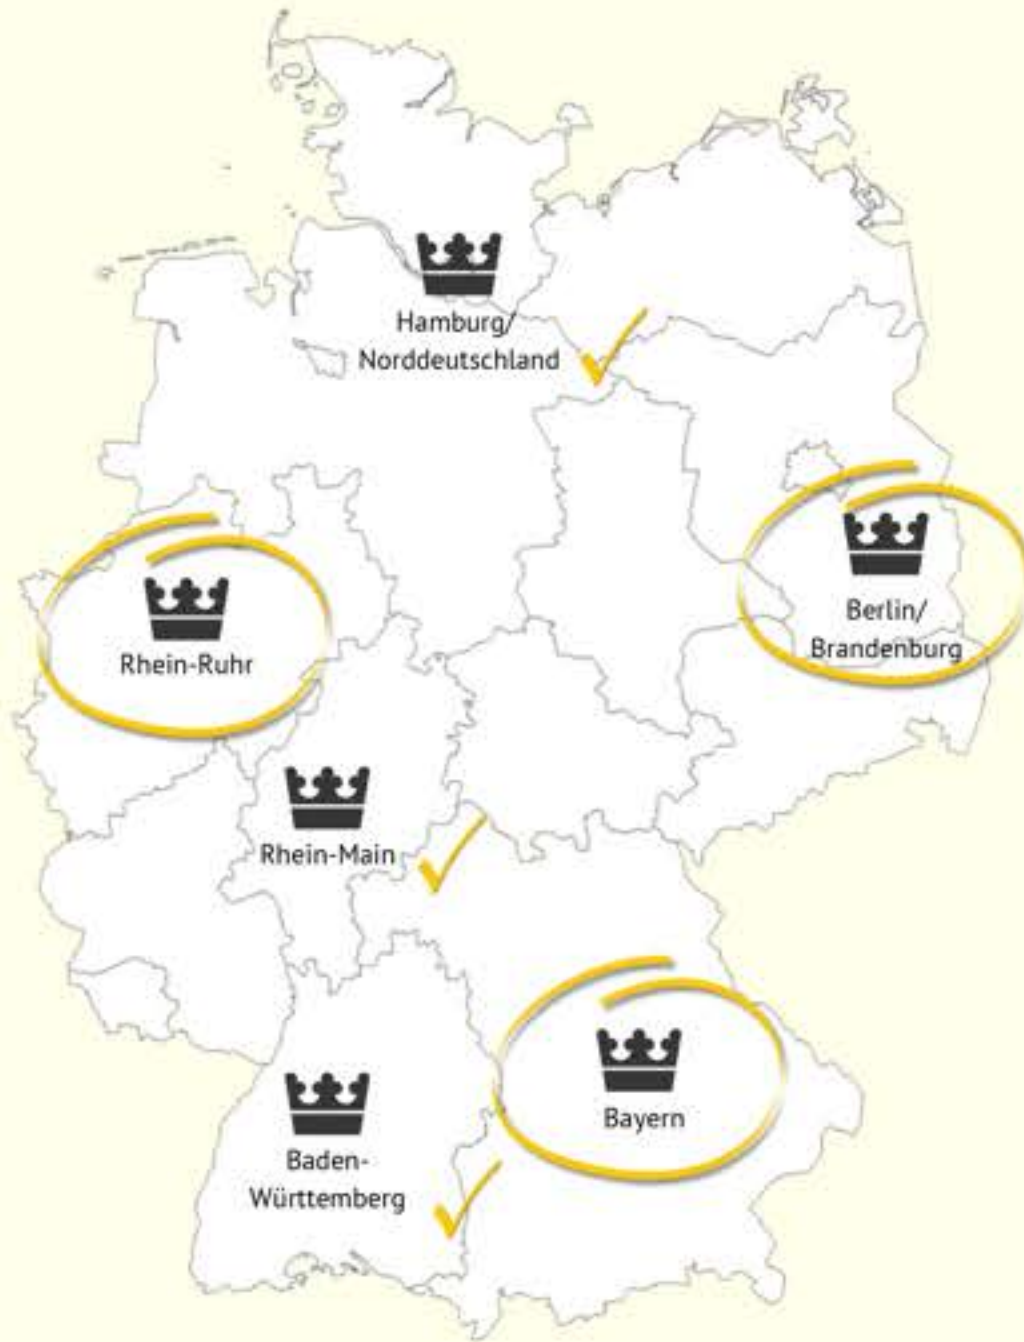 Hamburg/
Norddeutschland
Berlin/
Brandenburg
Rhein-Ruhr
Rhein-Main
Bayern
Baden-
Württemberg